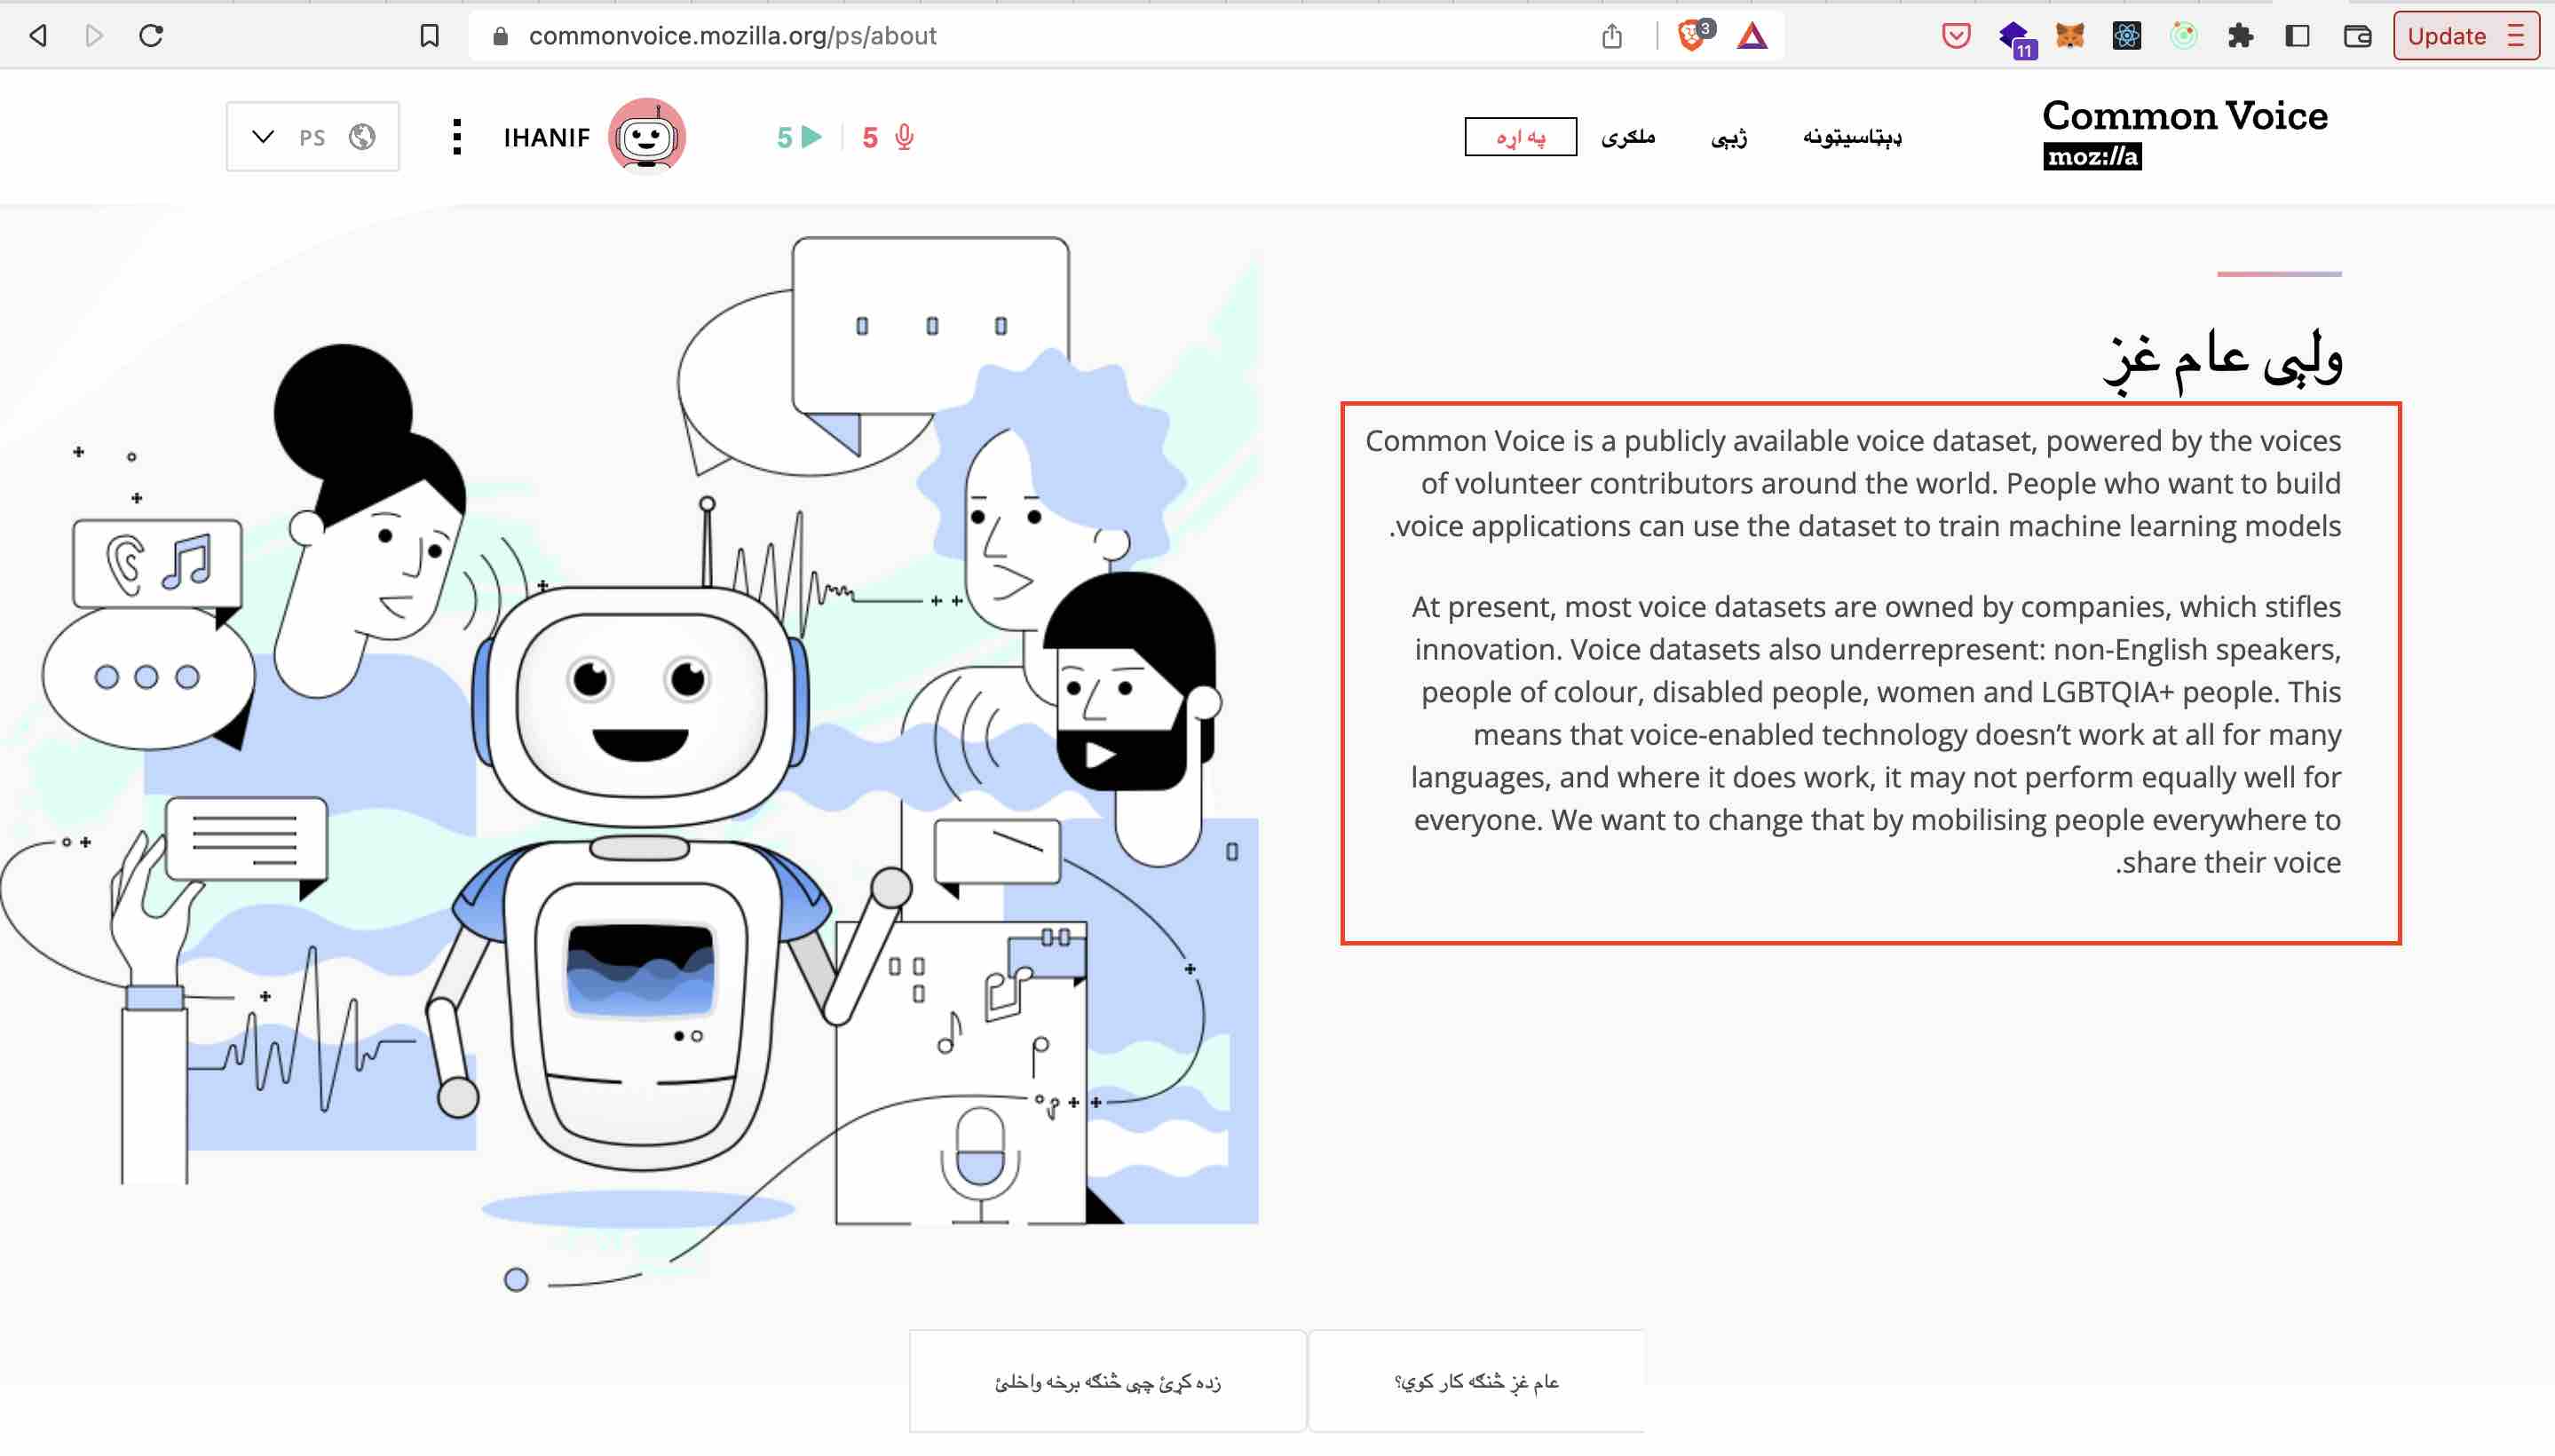 commonvoice.mozilla.org/ps/about
3
11
Update
PS
IHANIF
5
5
په اړه
ملګری
ژبې
ډېټاسېټونه
Common Voice
moz://a
ولې عام غږ
Common Voice is a publicly available voice dataset, powered by the voices
of volunteer contributors around the world. People who want to build
.voice applications can use the dataset to train machine learning models
At present, most voice datasets are owned by companies, which stifles
innovation. Voice datasets also underrepresent: non-English speakers,
people of colour, disabled people, women and LGBTQIA+ people. This
means that voice-enabled technology doesn’t work at all for many
languages, and where it does work, it may not perform equally well for
everyone. We want to change that by mobilising people everywhere to
.share their voice
عام غږ څنګه کار کوي؟
زده کړئ چې څنګه برخه واخلئ